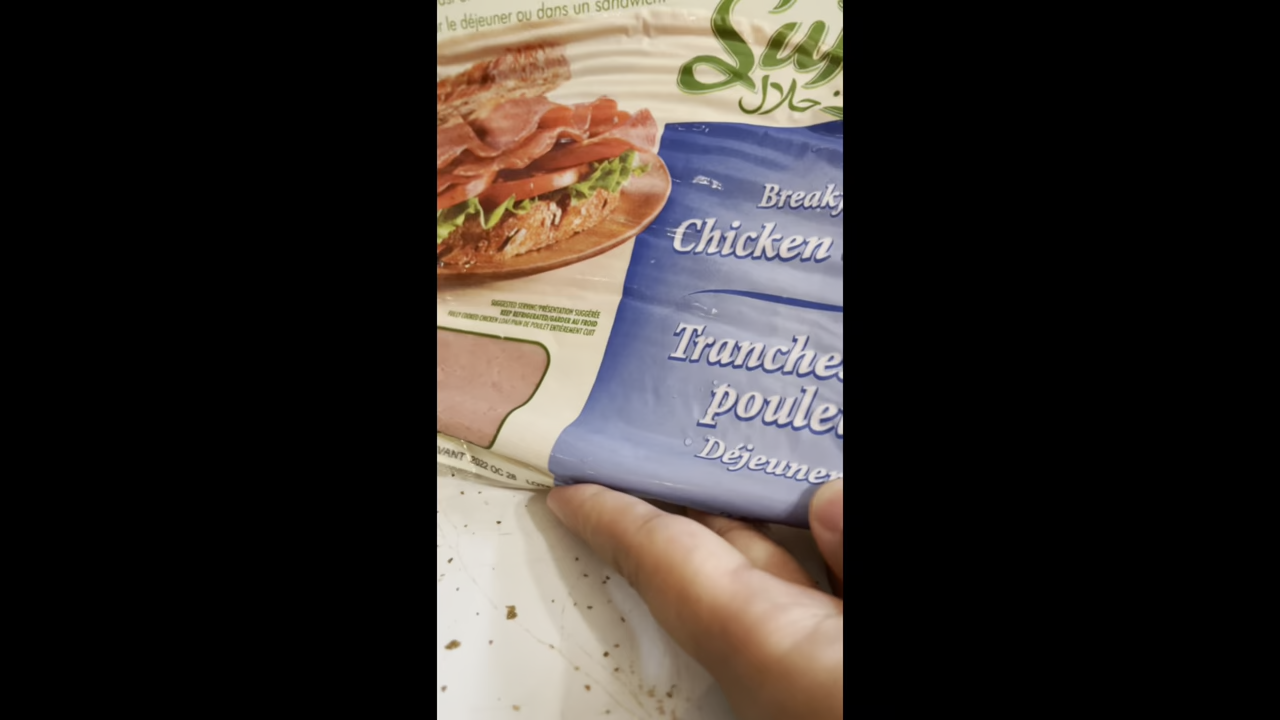 r le déjeuner ou dans un sandwich
حلال
Chicken
SUGGESTED SERVING/PRÉSENTATION SUGGÉRÉE
KEEP REFRIGERATED/GARDER AU FROID
FULLY COOKED CHICKEN LOAF/PAIN DE POULET ENTIÈREMENT CUIT
Tranches
poulet
Déjeuner
VANT 2022 OC 28